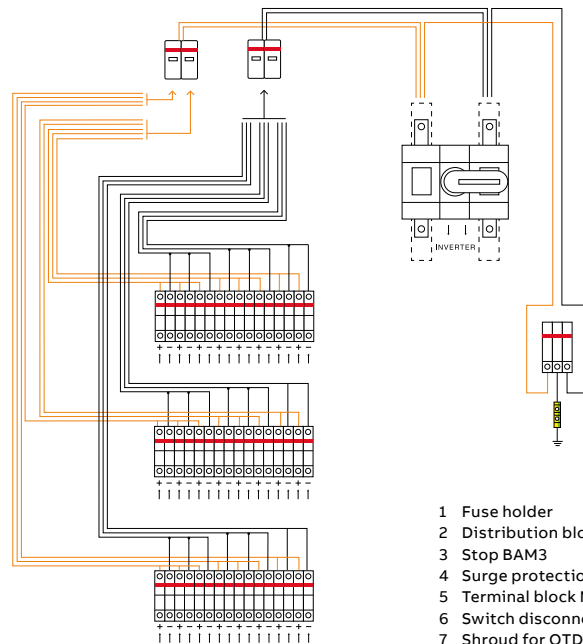 INVERTER
+ − + − + − + − + − + − + − + −
+ − + − + − + − + − + − + − + −
+ − + − + − + − + − + − + − + −
1 Fuse holder
2 Distribution blo
3 Stop BAM3
4 Surge protectio
5 Terminal block
6 Switch disconn
7 Shroud for OTD